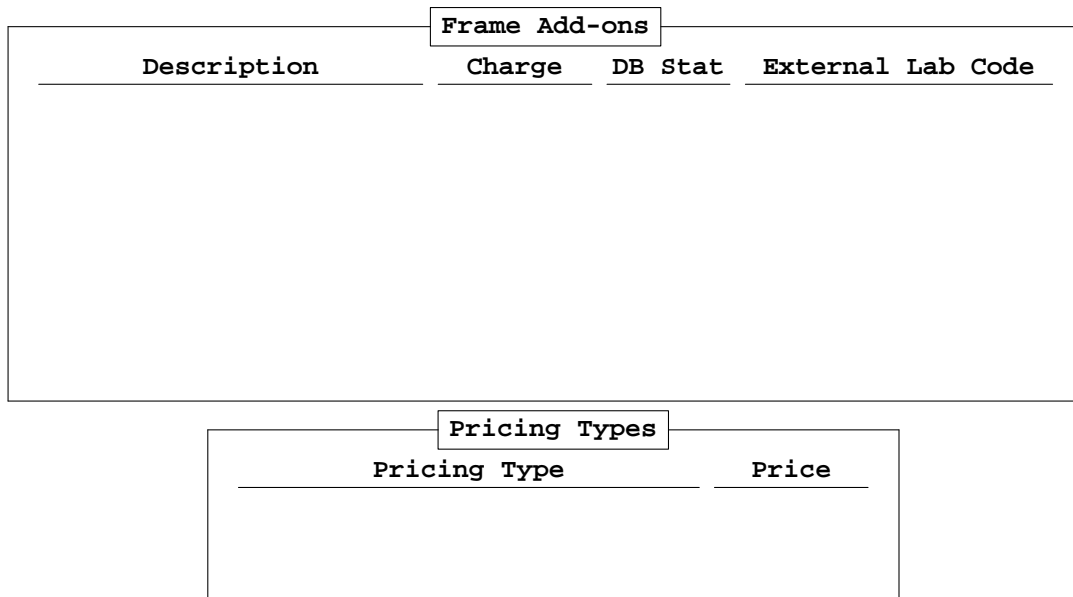 Frame Add-ons
Description Charge DB Stat External Lab Code
Pricing Types
Pricing Type Price